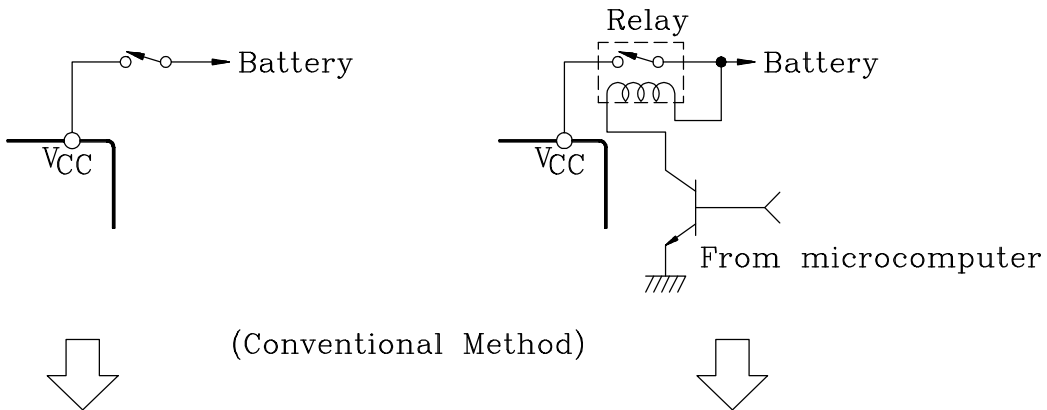 Relay
Battery
Battery
VCC
VCC
From microcomputer
(Conventional Method)